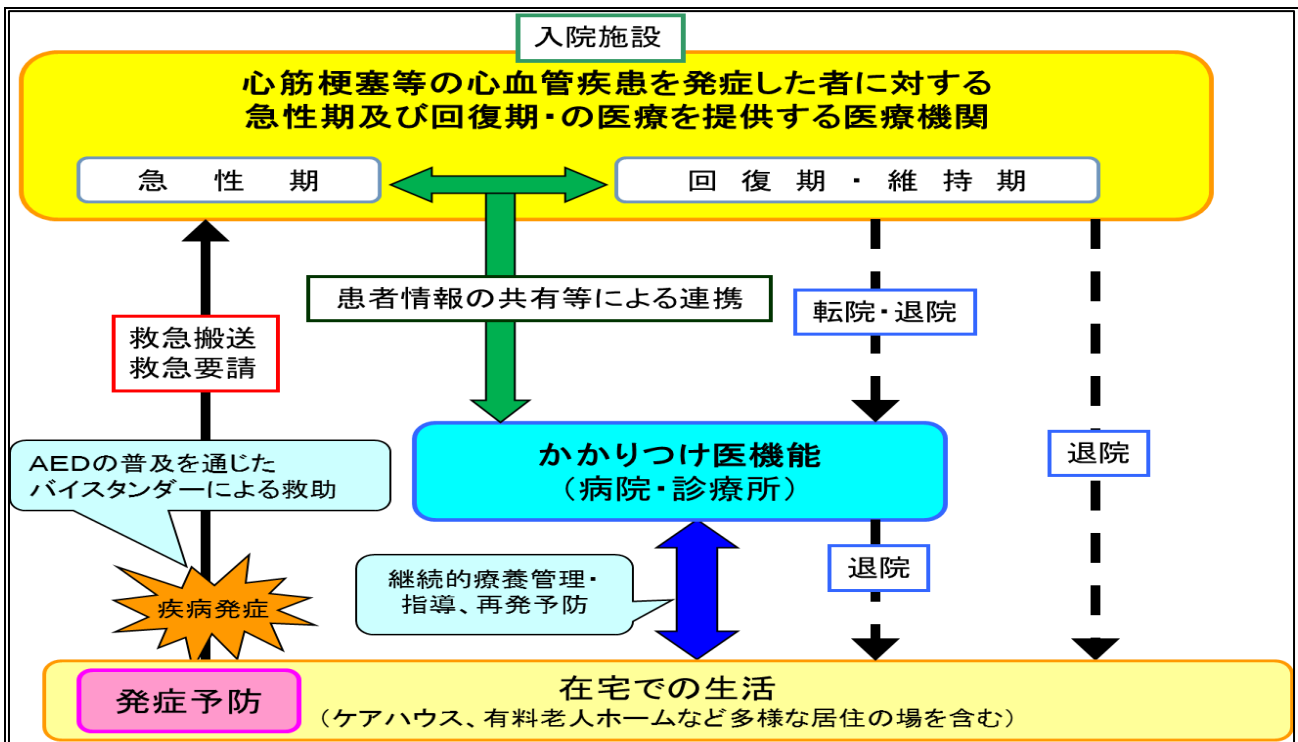 入院施設
心筋梗塞等の心血管疾患を発症した者に対する
急性期及び回復期・の医療を提供する医療機関
急性期
回復期・維持期
患者情報の共有等による連携
転院・退院
救急搬送
救急要請
かかりつけ医機能
（病院・診療所）
退院
AEDの普及を通じた
バイスタンダーによる救助
継続的療養管理・
指導、再発予防
退院
疾病発症
発症予防
在宅での生活
（ケアハウス、有料老人ホームなど多様な居住の場を含む）